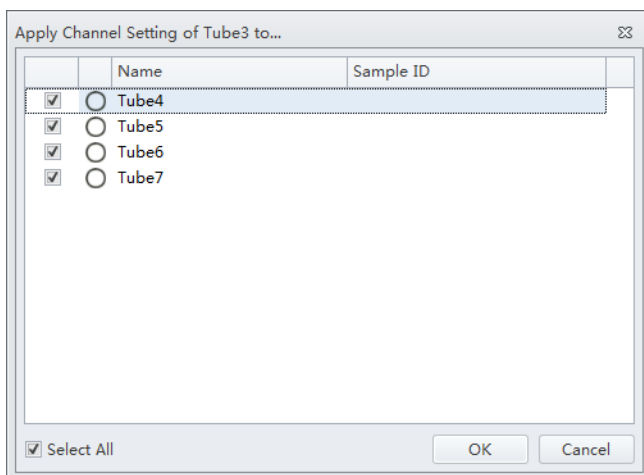 Apply Channel Setting of Tube3 to...
Name Sample ID
Tube4
Tube5
Tube6
Tube7
Select All OK Cancel